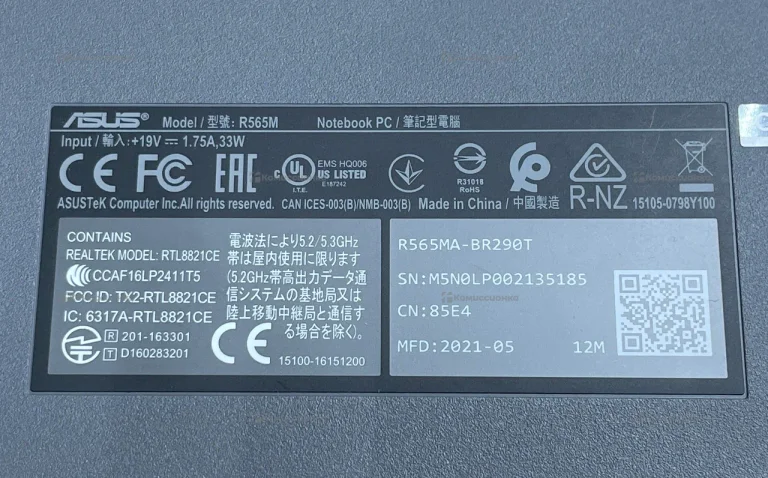 ASUS® Model / 型號: R565M Notebook PC / 筆記型電腦
Input / 輸入:+19V 1.75A,33W
CE FC EHC c UL US LISTED I.T.E. EMS HQ006 E187242 R31018 RoHS R-NZ
ASUSTeK Computer Inc.All rights reserved. CAN ICES-003(B)/NMB-003(B) Made in China / 中國製造 15105-0798Y100
CONTAINS
REALTEK MODEL: RTL8821CE
CCAF16LP2411T5
FCC ID: TX2-RTL8821CE
IC: 6317A-RTL8821CE
R 201-163301
T D160283201
電波法により5.2/5.3GHz
帯は屋内使用に限ります
(5.2GHz帯高出力データ通
信システムの基地局又は
陸上移動中継局と通信す
る場合を除く)。
CE 15100-16151200
R565MA-BR290T
SN:M5N0LP002135185
Комиссионка
CN:85E4
MFD:2021-05 12M